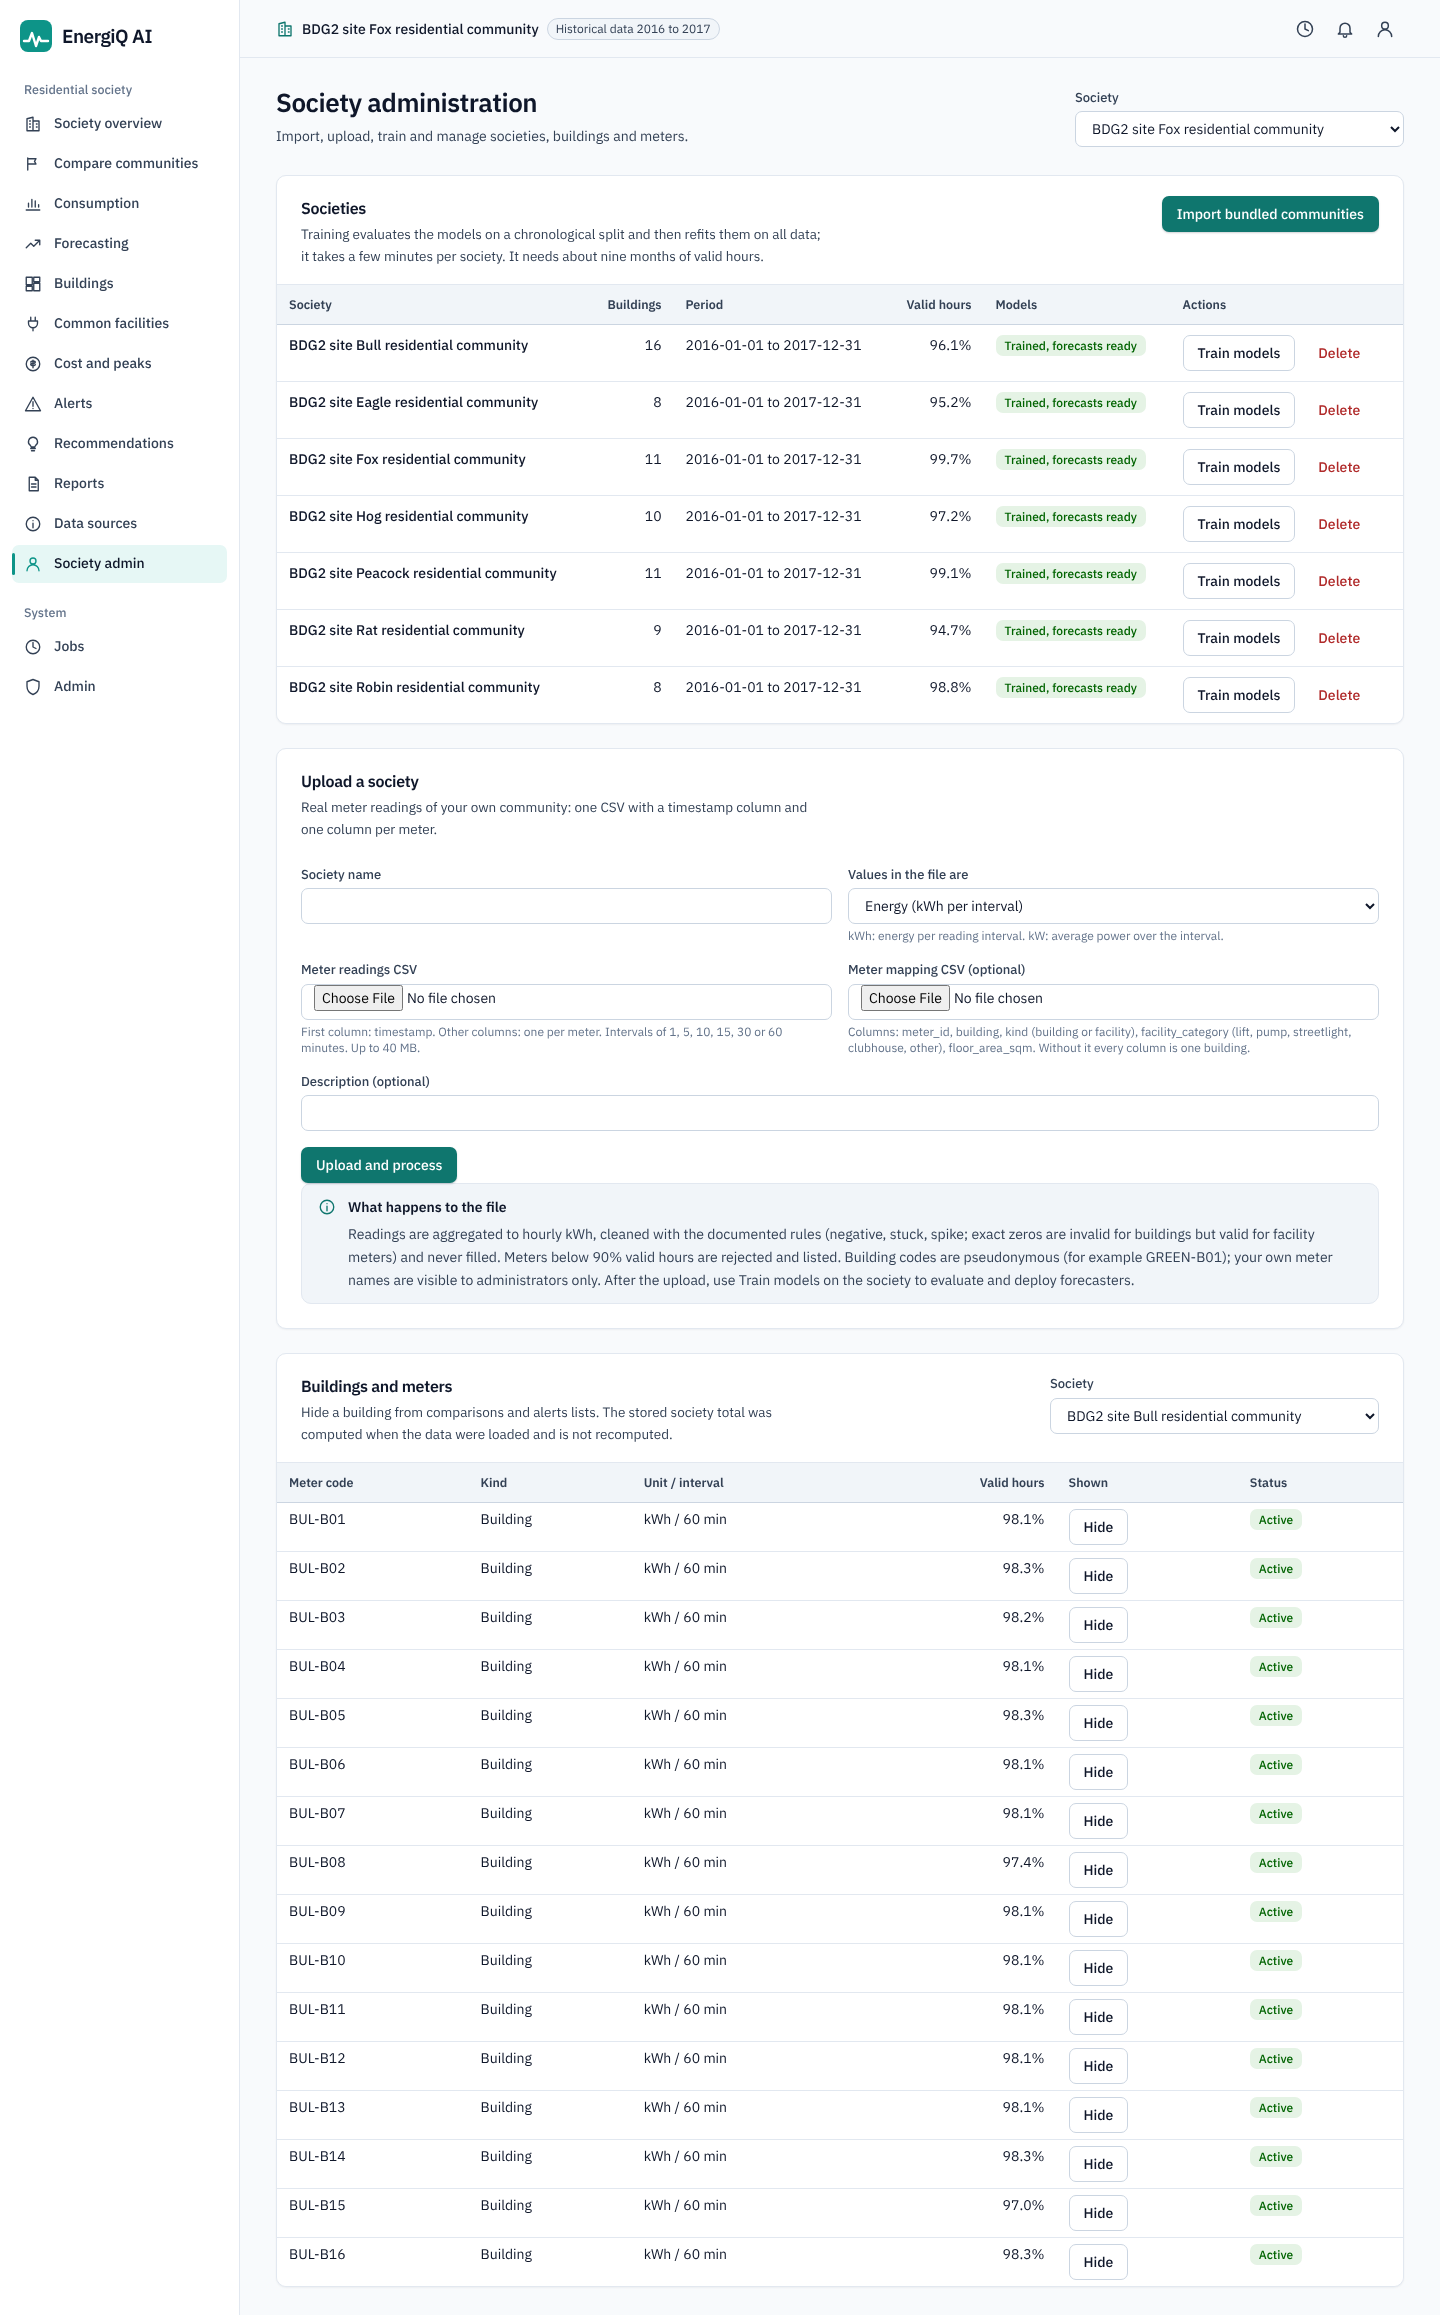 EnergiQ AI
Residential society
Society overview
Compare communities
Consumption
Forecasting
Buildings
Common facilities
Cost and peaks
Alerts
Recommendations
Reports
Data sources
Society admin
System
Jobs
Admin
BDG2 site Fox residential community Historical data 2016 to 2017
Society administration
Import, upload, train and manage societies, buildings and meters.
Society
BDG2 site Fox residential community
Societies
Training evaluates the models on a chronological split and then refits them on all data;
it takes a few minutes per society. It needs about nine months of valid hours.
Import bundled communities
Society Buildings Period Valid hours Models Actions
BDG2 site Bull residential community 16 2016-01-01 to 2017-12-31 96.1% Trained, forecasts ready Train models Delete
BDG2 site Eagle residential community 8 2016-01-01 to 2017-12-31 95.2% Trained, forecasts ready Train models Delete
BDG2 site Fox residential community 11 2016-01-01 to 2017-12-31 99.7% Trained, forecasts ready Train models Delete
BDG2 site Hog residential community 10 2016-01-01 to 2017-12-31 97.2% Trained, forecasts ready Train models Delete
BDG2 site Peacock residential community 11 2016-01-01 to 2017-12-31 99.1% Trained, forecasts ready Train models Delete
BDG2 site Rat residential community 9 2016-01-01 to 2017-12-31 94.7% Trained, forecasts ready Train models Delete
BDG2 site Robin residential community 8 2016-01-01 to 2017-12-31 98.8% Trained, forecasts ready Train models Delete
Upload a society
Real meter readings of your own community: one CSV with a timestamp column and
one column per meter.
Society name
Values in the file are
Energy (kWh per interval)
kWh: energy per reading interval. kW: average power over the interval.
Meter readings CSV
Choose File No file chosen
First column: timestamp. Other columns: one per meter. Intervals of 1, 5, 10, 15, 30 or 60
minutes. Up to 40 MB.
Meter mapping CSV (optional)
Choose File No file chosen
Columns: meter_id, building, kind (building or facility), facility_category (lift, pump, streetlight,
clubhouse, other), floor_area_sqm. Without it every column is one building.
Description (optional)
Upload and process
What happens to the file
Readings are aggregated to hourly kWh, cleaned with the documented rules (negative, stuck, spike; exact zeros are invalid for buildings but valid for facility
meters) and never filled. Meters below 90% valid hours are rejected and listed. Building codes are pseudonymous (for example GREEN-B01); your own meter
names are visible to administrators only. After the upload, use Train models on the society to evaluate and deploy forecasters.
Buildings and meters
Hide a building from comparisons and alerts lists. The stored society total was
computed when the data were loaded and is not recomputed.
Society
BDG2 site Bull residential community
Meter code Kind Unit / interval Valid hours Shown Status
BUL-B01 Building kWh / 60 min 98.1% Hide Active
BUL-B02 Building kWh / 60 min 98.3% Hide Active
BUL-B03 Building kWh / 60 min 98.2% Hide Active
BUL-B04 Building kWh / 60 min 98.1% Hide Active
BUL-B05 Building kWh / 60 min 98.3% Hide Active
BUL-B06 Building kWh / 60 min 98.1% Hide Active
BUL-B07 Building kWh / 60 min 98.1% Hide Active
BUL-B08 Building kWh / 60 min 97.4% Hide Active
BUL-B09 Building kWh / 60 min 98.1% Hide Active
BUL-B10 Building kWh / 60 min 98.1% Hide Active
BUL-B11 Building kWh / 60 min 98.1% Hide Active
BUL-B12 Building kWh / 60 min 98.1% Hide Active
BUL-B13 Building kWh / 60 min 98.1% Hide Active
BUL-B14 Building kWh / 60 min 98.3% Hide Active
BUL-B15 Building kWh / 60 min 97.0% Hide Active
BUL-B16 Building kWh / 60 min 98.3% Hide Active